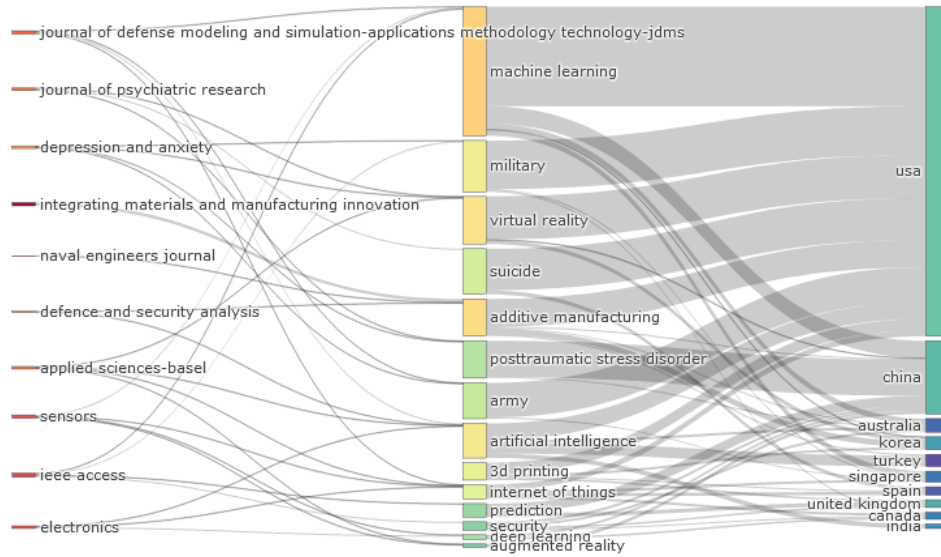 journal of defense modeling and simulation-applications methodology technology-jdms
journal of psychiatric research
depression and anxiety
integrating materials and manufacturing innovation
naval engineers journal
defence and security analysis
applied sciences-basel
sensors
ieee access
electronics
machine learning
military
virtual reality
suicide
additive manufacturing
posttraumatic stress disorder
army
artificial intelligence
3d printing
internet of things
prediction
security
deep learning
augmented reality
usa
china
australia
korea
turkey
singapore
spain
united kingdom
canada
india